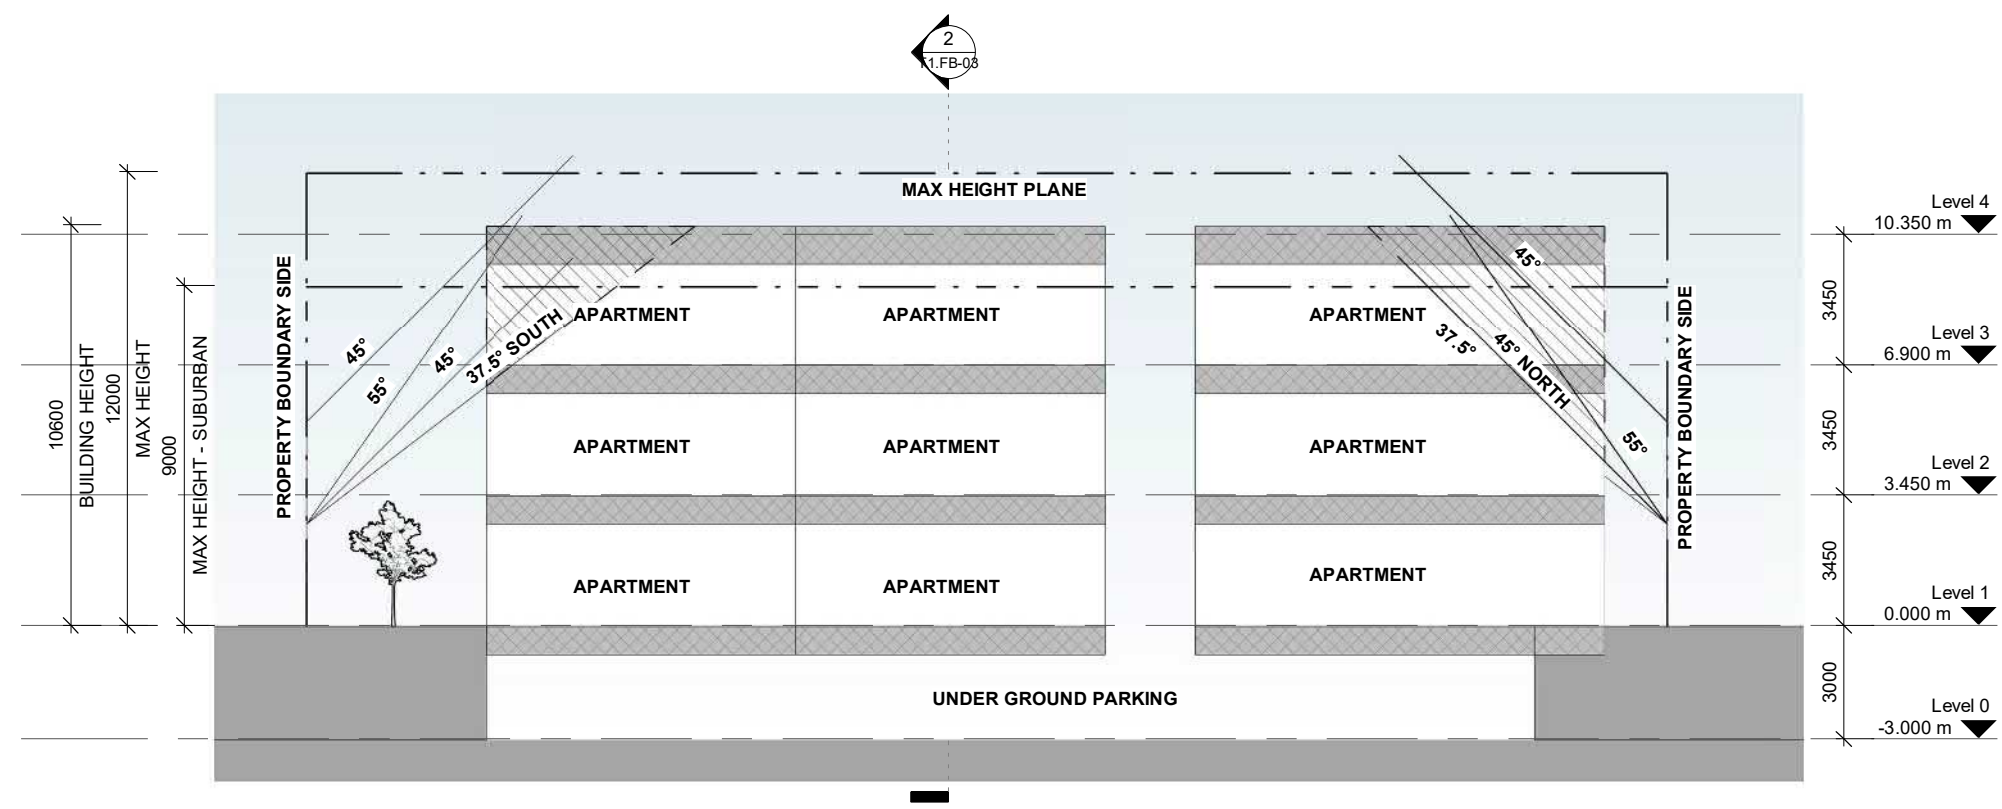 2
T1.FB-03
MAX HEIGHT PLANE
Level 4
10.350 m
Level 3
6.900 m
Level 2
3.450 m
Level 1
0.000 m
Level 0
-3.000 m
3450
3450
3450
3000
10600
BUILDING HEIGHT
12000
MAX HEIGHT
9000
MAX HEIGHT - SUBURBAN
PROPERTY BOUNDARY SIDE
45°
55°
45°
37.5° SOUTH
APARTMENT
APARTMENT
APARTMENT
APARTMENT
APARTMENT
APARTMENT
APARTMENT
APARTMENT
APARTMENT
45°
37.5°
45° NORTH
55°
PROPERTY BOUNDARY SIDE
UNDER GROUND PARKING